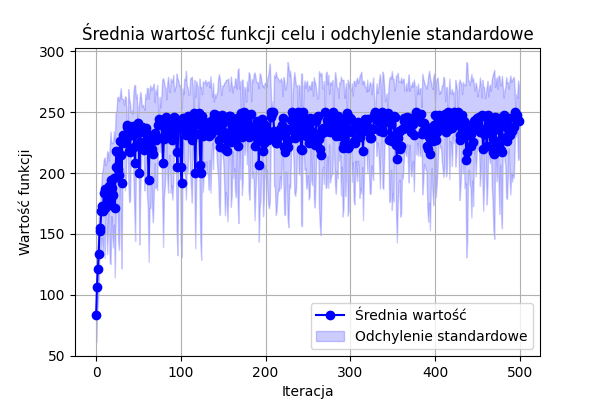 Średnia wartość funkcji celu i odchylenie standardowe
300
250
200
150
100
50
Wartość funkcji
0
100
200
300
400
500
Iteracja
Średnia wartość
Odchylenie standardowe